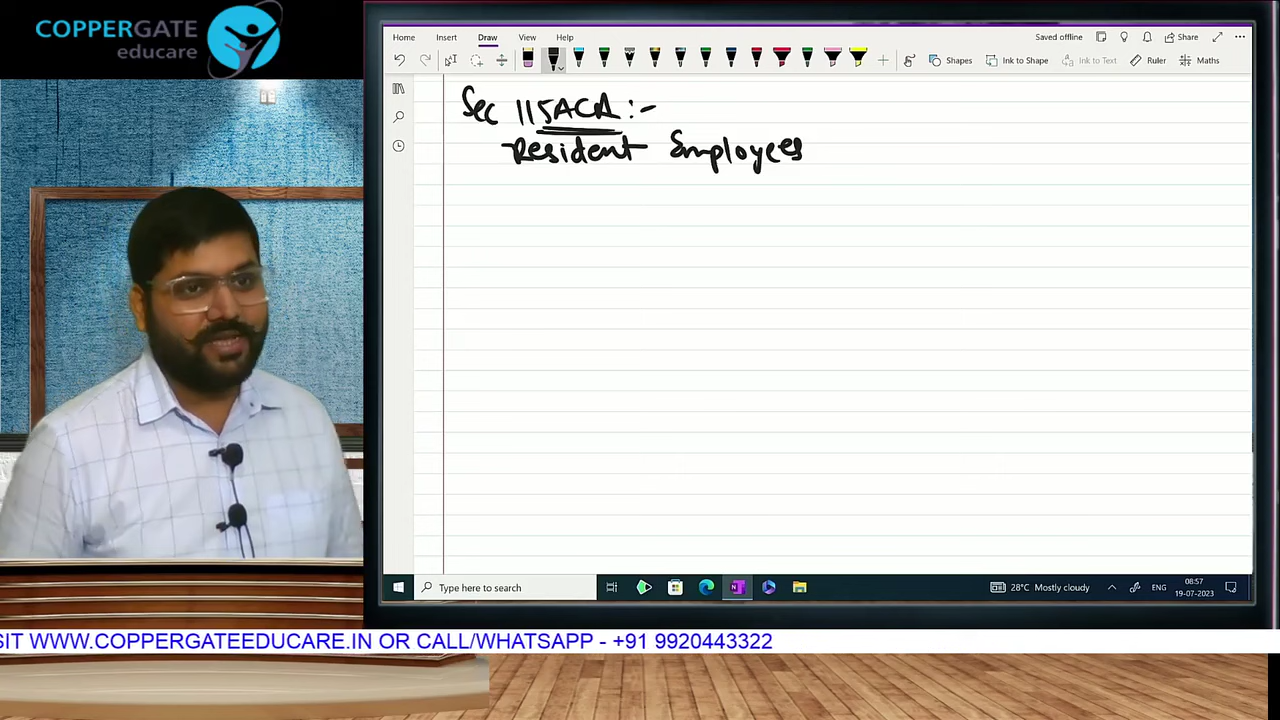 COPPERGATE
educare
Home Insert Draw View Help
Saved offline
Share
Shapes
Ink to Shape
Ink to Text
Ruler
Maths
Sec 115ACA:-
Resident Employees
Type here to search
28°C Mostly cloudy
ENG
08:57
19-07-2023
SIT WWW.COPPERGATEEDUCARE.IN OR CALL/WHATSAPP - +91 9920443322